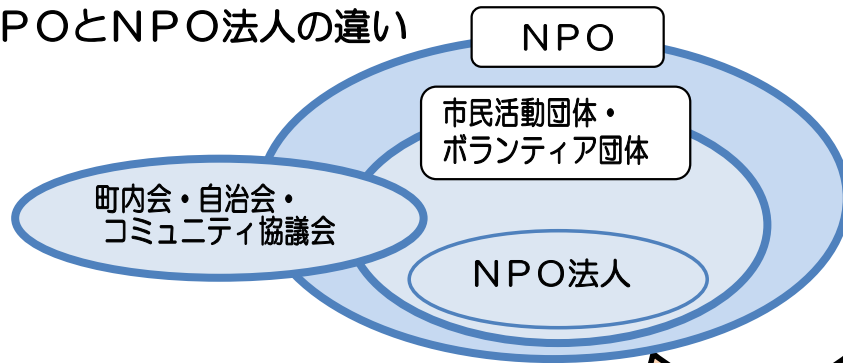 ＰＯとＮＰＯ法人の違い
ＮＰＯ
市民活動団体・
ボランティア団体
町内会・自治会・
コミュニティ協議会
ＮＰＯ法人